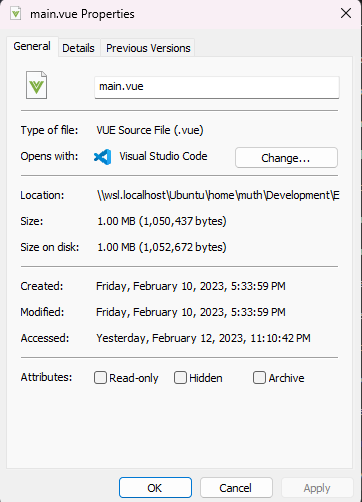 main.vue Properties
General Details Previous Versions
main.vue
Type of file: VUE Source File (.vue)
Opens with: Visual Studio Code Change...
Location: \\wsl.localhost\Ubuntu\home\muth\Development\E
Size: 1.00 MB (1,050,437 bytes)
Size on disk: 1.00 MB (1,052,672 bytes)
Created: Friday, February 10, 2023, 5:33:59 PM
Modified: Friday, February 10, 2023, 5:33:59 PM
Accessed: Yesterday, February 12, 2023, 11:10:42 PM
Attributes: Read-only Hidden Archive
OK Cancel Apply